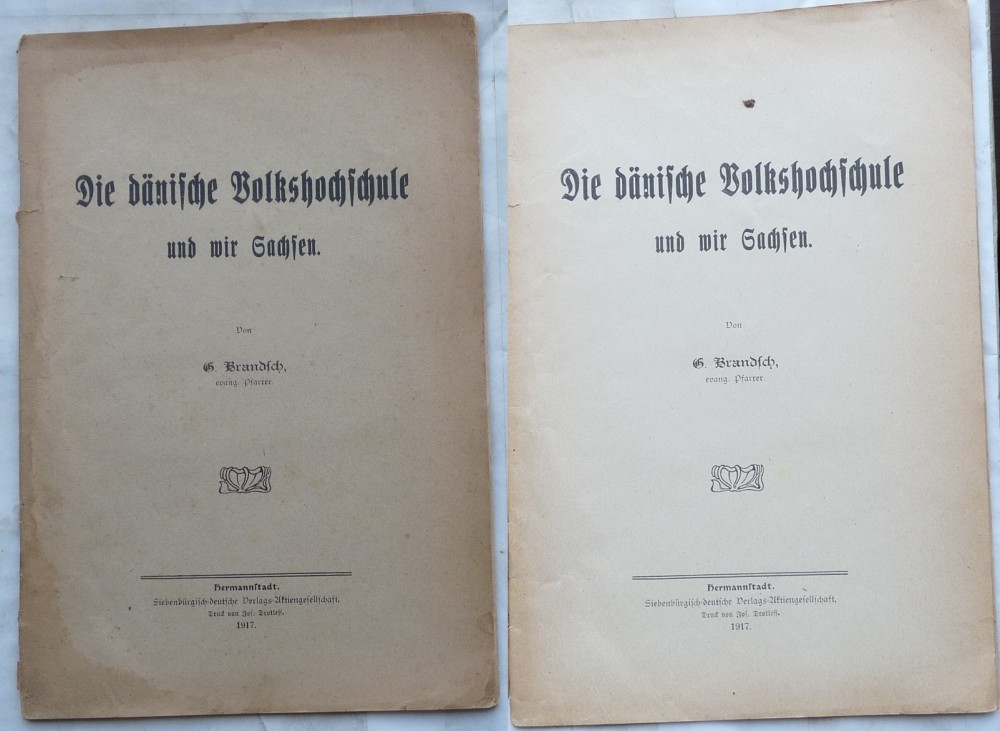 Die dänische Volkshochschule
und wir Sachsen.
Von
G. Brandsch,
evang. Pfarrer.
Hermannstadt.
Siebenbürgisch-deutsche Verlags-Aktiengesellschaft.
Druck von Jos. Drotleff.
1917.
Die dänische Volkshochschule
und wir Sachsen.
Von
G. Brandsch,
evang. Pfarrer.
Hermannstadt.
Siebenbürgisch-deutsche Verlags-Aktiengesellschaft.
Druck von Jos. Drotleff.
1917.